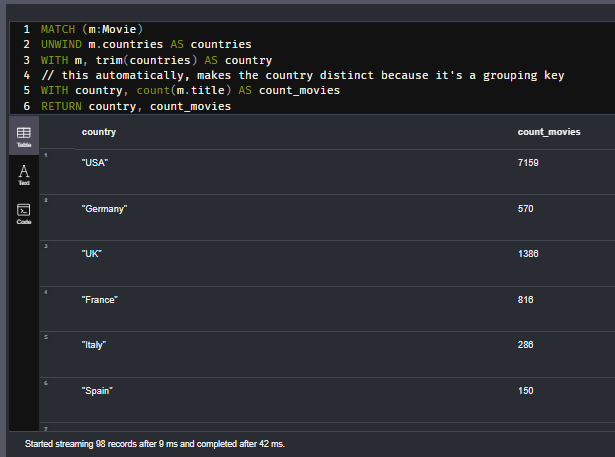 1 MATCH (m:Movie)
2 UNWIND m.countries AS countries
3 WITH m, trim(countries) AS country
4 // this automatically, makes the country distinct because it's a grouping key
5 WITH country, count(m.title) AS count_movies
6 RETURN country, count_movies
Table
Text
Code
country count_movies
1 "USA" 7159
2 "Germany" 570
3 "UK" 1386
4 "France" 816
5 "Italy" 286
6 "Spain" 150
7
Started streaming 98 records after 9 ms and completed after 42 ms.